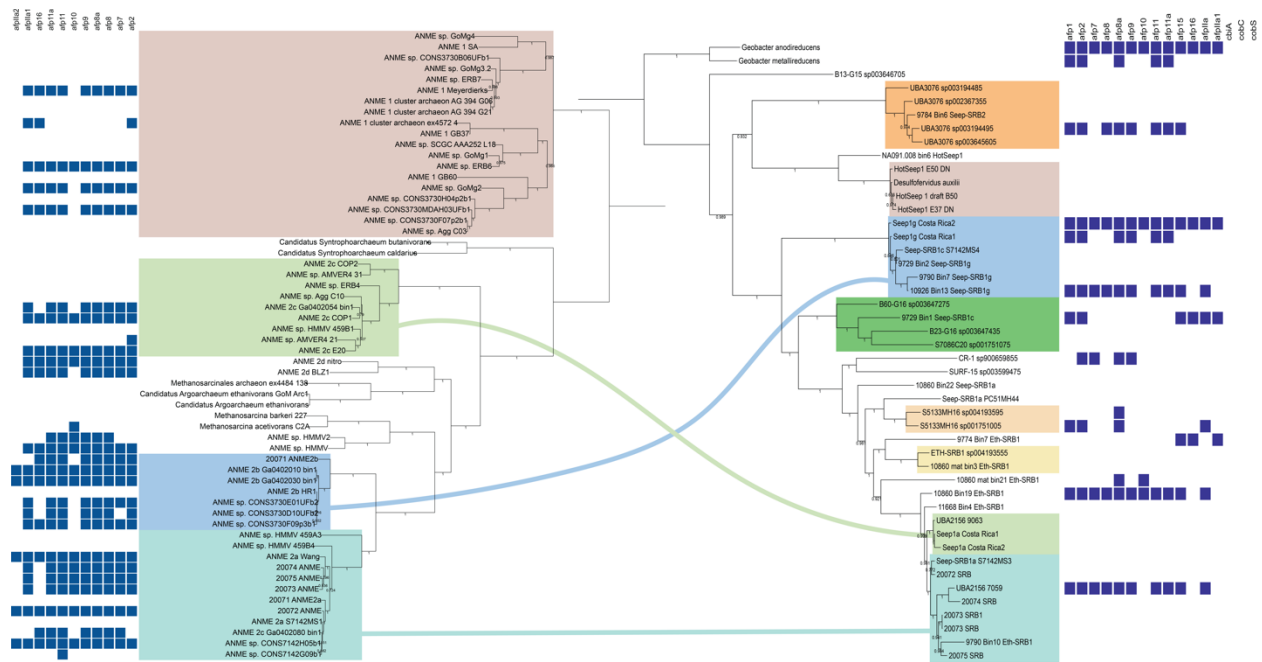 afpIIa2
afpIIa1
afp16
afp11a
afp11
afp10
afp9
afp8a
afp8
afp7
afp2
ANME sp. GoMg4
ANME 1 SA
ANME sp. CONS3730B06UFb1
ANME sp. GoMg3.2
ANME sp. ERB7
ANME 1 Meyerdierks
ANME 1 cluster archaeon AG 394 G06
ANME 1 cluster archaeon AG 394 G21
ANME 1 cluster archaeon ex4572 4
ANME 1 GB37
ANME sp. SCGC AAA252 L18
ANME sp. GoMg1
ANME sp. ERB6
ANME 1 GB60
ANME sp. GoMg2
ANME sp. CONS3730H04p2b1
ANME sp. CONS3730MDAH03UFb1
ANME sp. CONS3730F07p2b1
ANME sp. Agg C03
Candidatus Syntrophoarchaeum butanivorans
Candidatus Syntrophoarchaeum caldarius
ANME 2c COP2
ANME sp. AMVER4 31
ANME sp. ERB4
ANME sp. Agg C10
ANME 2c Ga0402054 bin1
ANME 2c COP1
ANME sp. HMMV 459B1
ANME sp. AMVER4 21
ANME 2c E20
ANME 2d nitro
ANME 2d BLZ1
Methanosarcinales archaeon ex4484 138
Candidatus Argoarchaeum ethanivorans GoM Arc1
Candidatus Argoarchaeum ethanivorans
Methanosarcina barkeri 227
Methanosarcina acetivorans C2A
ANME sp. HMMV2
ANME sp. HMMV
20071 ANME2b
ANME 2b Ga0402010 bin1
ANME 2b Ga0402030 bin1
ANME 2b HR1
ANME sp. CONS3730E01UFb2
ANME sp. CONS3730D10UFb2
ANME sp. CONS3730F09p3b1
ANME sp. HMMV 459A3
ANME sp. HMMV 459B4
ANME 2a Wang
20074 ANME
20075 ANME
20073 ANME
20071 ANME2a
20072 ANME
ANME 2a S7142MS1
ANME 2c Ga0402080 bin1
ANME sp. CONS7142H05b1
ANME sp. CONS7142G09b1
Geobacter anodireducens
Geobacter metallireducens
B13-G15 sp003646705
UBA3076 sp003194485
UBA3076 sp002367355
9784 Bin6 Seep-SRB2
UBA3076 sp003194495
UBA3076 sp003645605
NA091.008 bin6 HotSeep1
HotSeep1 E50 DN
Desulfofervidus auxilii
HotSeep 1 draft B50
HotSeep1 E37 DN
Seep1g Costa Rica2
Seep1g Costa Rica1
Seep-SRB1c S7142MS4
9729 Bin2 Seep-SRB1g
9790 Bin7 Seep-SRB1g
10926 Bin13 Seep-SRB1g
B60-G16 sp003647275
9729 Bin1 Seep-SRB1c
B23-G16 sp003647435
S7086C20 sp001751075
CR-1 sp900659855
SURF-15 sp003599475
10860 Bin22 Seep-SRB1a
Seep-SRB1a PC51MH44
S5133MH16 sp004193595
S5133MH16 sp001751005
9774 Bin7 Eth-SRB1
ETH-SRB1 sp004193555
10860 mat bin3 Eth-SRB1
10860 mat bin21 Eth-SRB1
10860 Bin19 Eth-SRB1
11668 Bin4 Eth-SRB1
UBA2156 9063
Seep1a Costa Rica1
Seep1a Costa Rica2
Seep-SRB1a S7142MS3
20072 SRB
UBA2156 7059
20074 SRB
20073 SRB1
20073 SRB
9790 Bin10 Eth-SRB1
20075 SRB
afp1
afp2
afp7
afp8
afp8a
afp9
afp10
afp11
afp11a
afp15
afp16
afpIIa
afpIIa1
cbiA
cobC
cobS